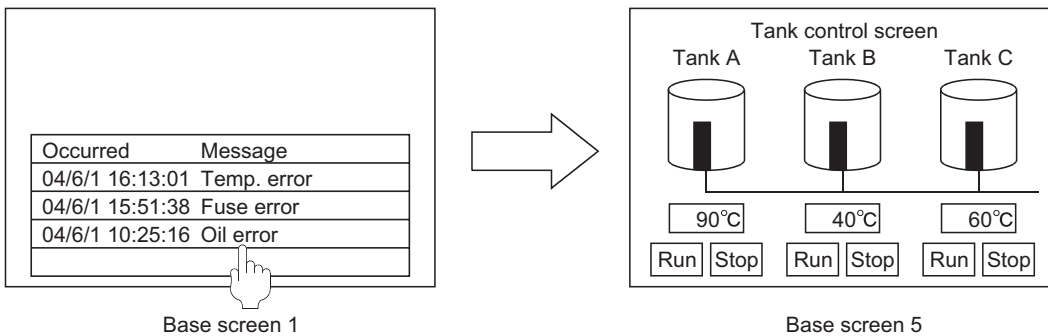 Occurred Message
04/6/1 16:13:01 Temp. error
04/6/1 15:51:38 Fuse error
04/6/1 10:25:16 Oil error
Base screen 1
Tank control screen
Tank A Tank B Tank C
90°C 40°C 60°C
Run Stop Run Stop Run Stop
Base screen 5